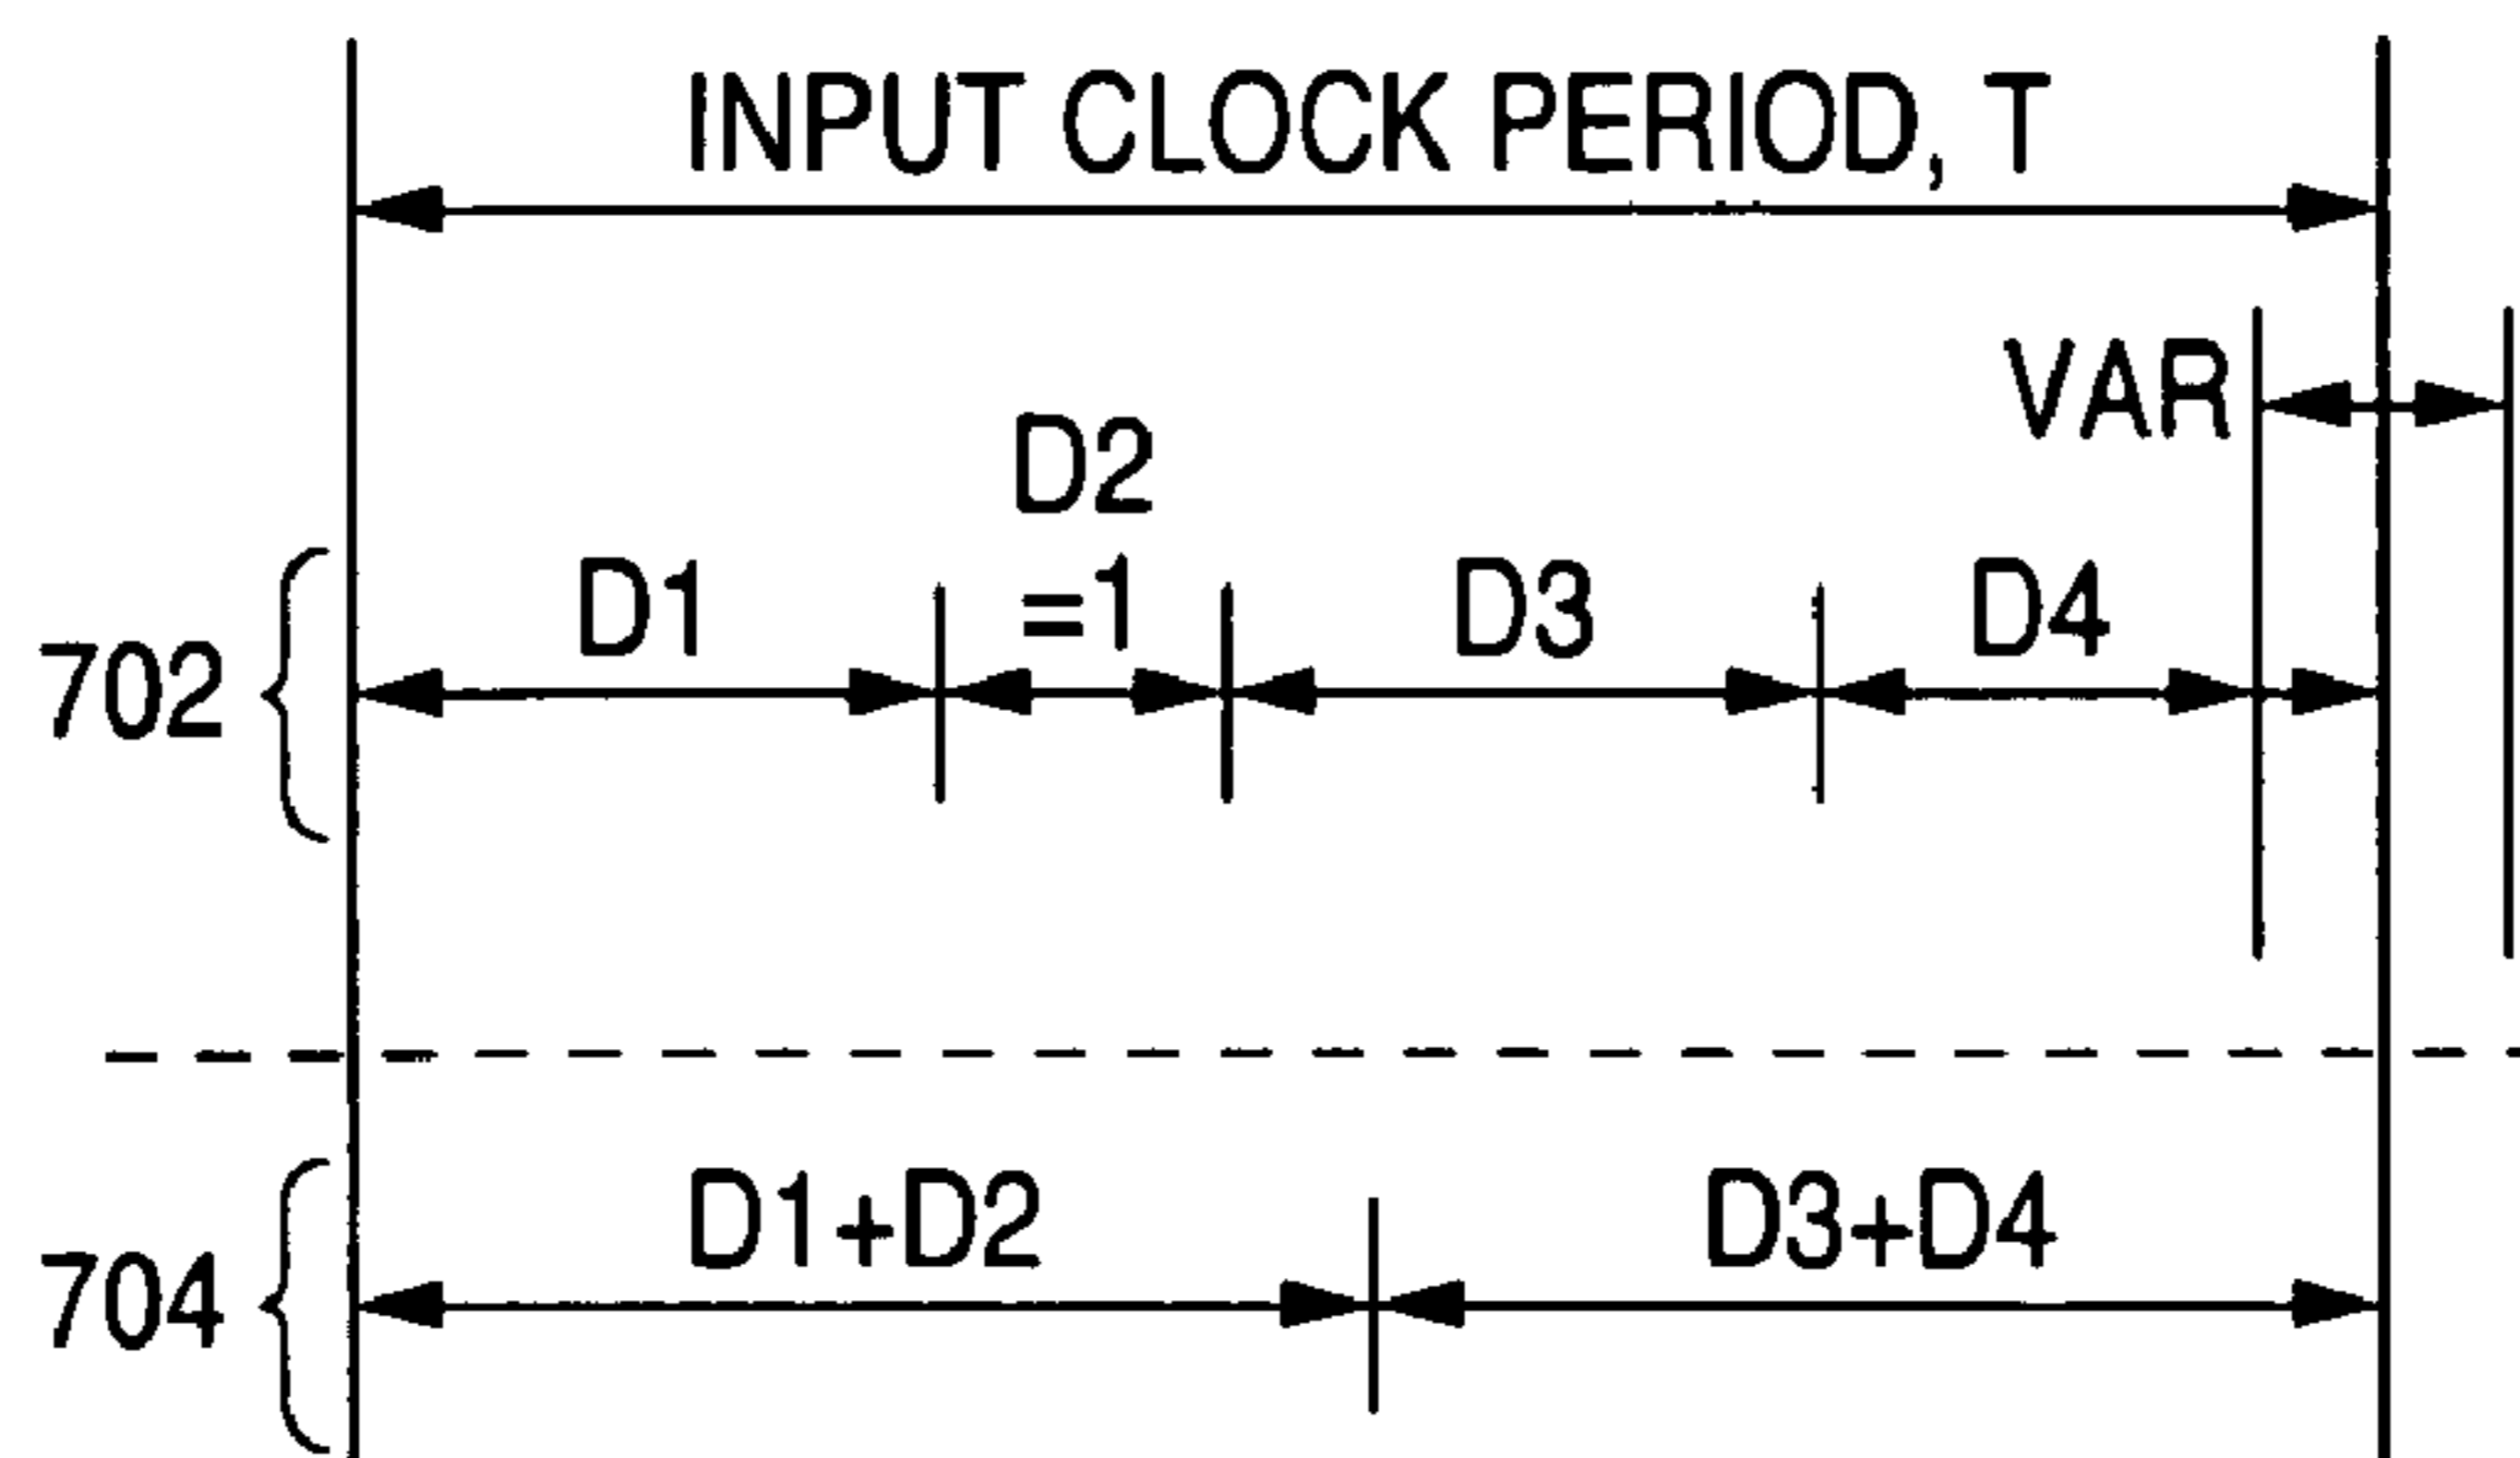 INPUT CLOCK PERIOD, T
VAR
D2
=1
D1
D3
D4
702
D1+D2
D3+D4
704